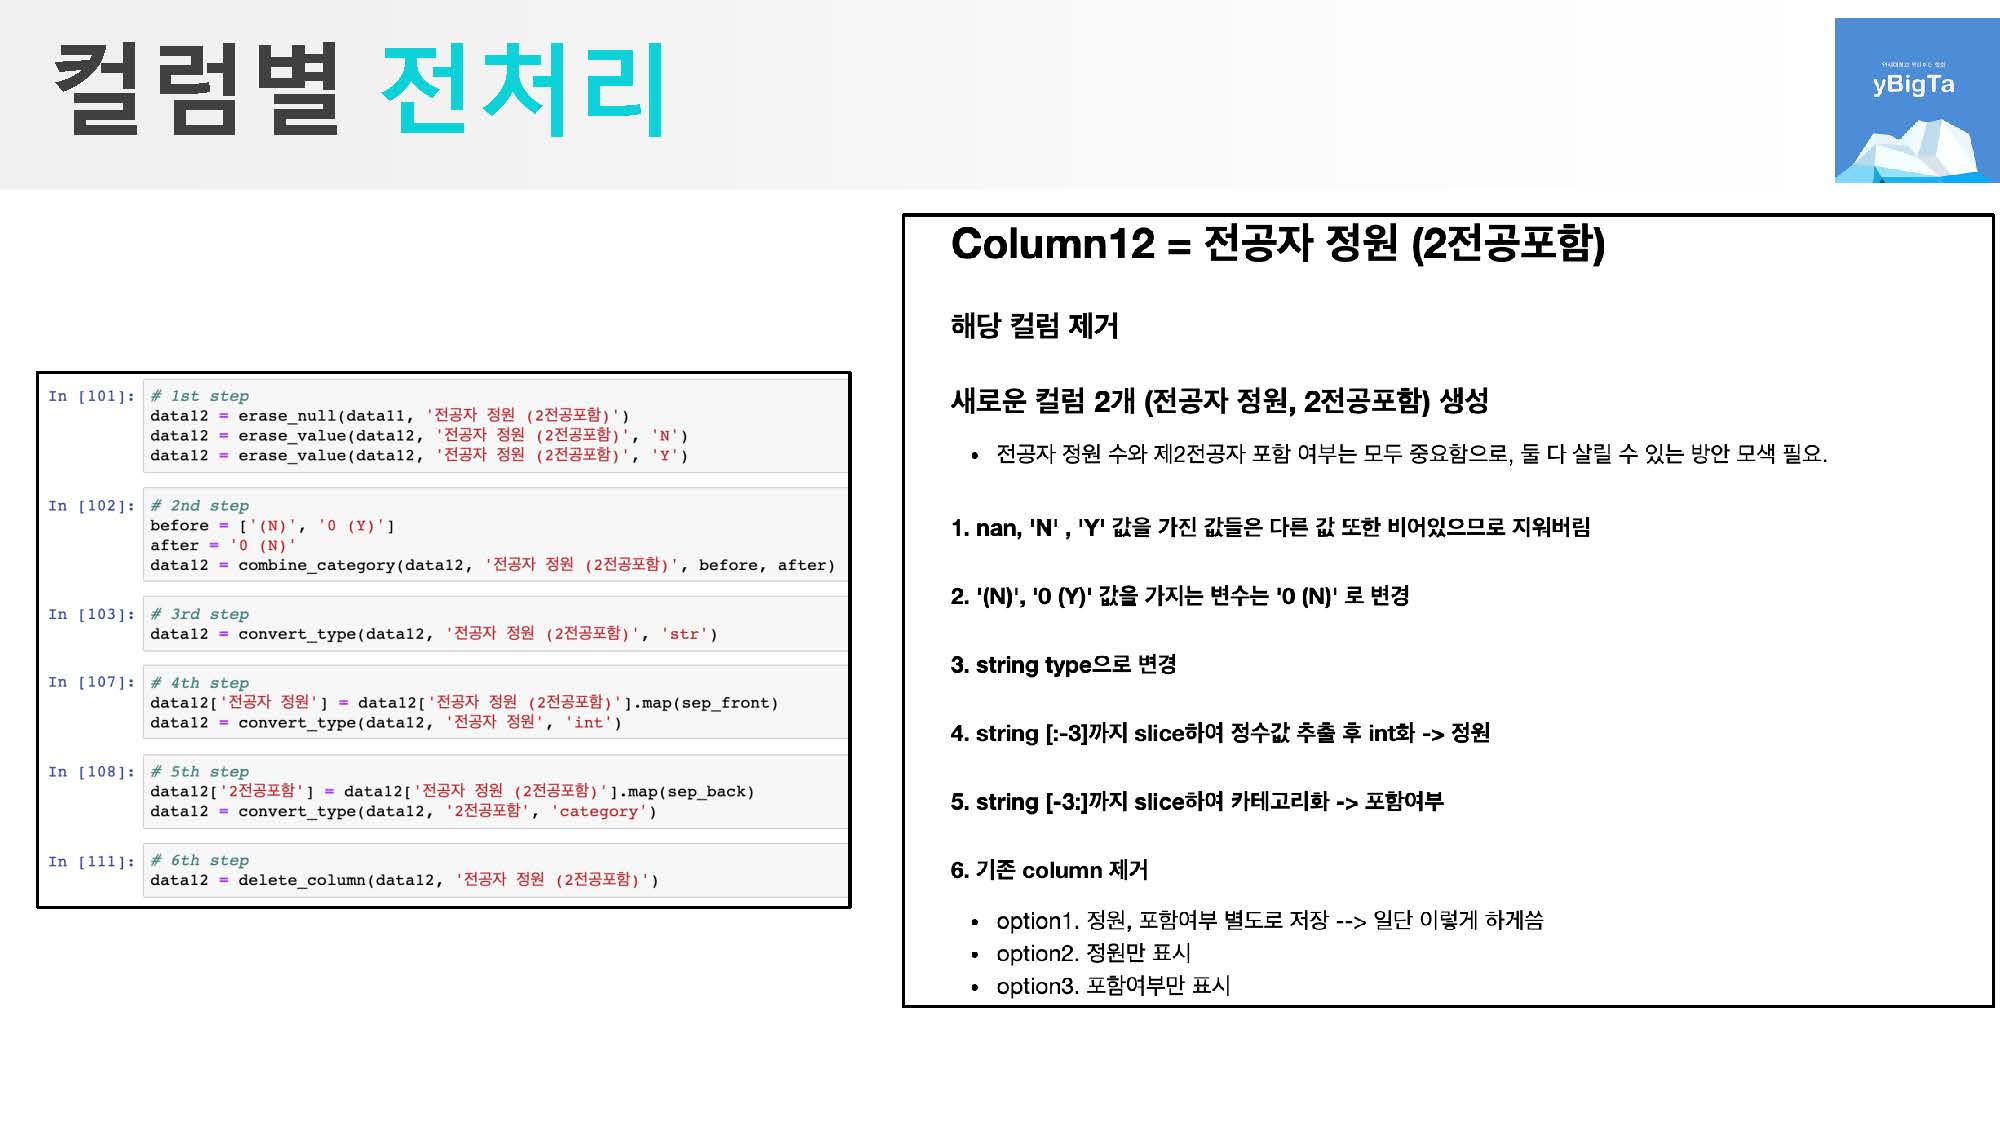 컬럼별 전처리
yBigTa
In [101]: # 1st step
data12 = erase_null(data11, '전공자 정원 (2전공포함)')
data12 = erase_value(data12, '전공자 정원 (2전공포함)', 'N')
data12 = erase_value(data12, '전공자 정원 (2전공포함)', 'Y')
In [102]: # 2nd step
before = ['(N)', '0 (Y)']
after = '0 (N)'
data12 = combine_category(data12, '전공자 정원 (2전공포함)', before, after)
In [103]: # 3rd step
data12 = convert_type(data12, '전공자 정원 (2전공포함)', 'str')
In [107]: # 4th step
data12['전공자 정원'] = data12['전공자 정원 (2전공포함)'].map(sep_front)
data12 = convert_type(data12, '전공자 정원', 'int')
In [108]: # 5th step
data12['2전공포함'] = data12['전공자 정원 (2전공포함)'].map(sep_back)
data12 = convert_type(data12, '2전공포함', 'category')
In [111]: # 6th step
data12 = delete_column(data12, '전공자 정원 (2전공포함)')
Column12 = 전공자 정원 (2전공포함)
해당 컬럼 제거
새로운 컬럼 2개 (전공자 정원, 2전공포함) 생성
• 전공자 정원 수와 제2전공자 포함 여부는 모두 중요함으로, 둘 다 살릴 수 있는 방안 모색 필요.
1. nan, 'N' , 'Y' 값을 가진 값들은 다른 값 또한 비어있으므로 지워버림
2. '(N)', '0 (Y)' 값을 가지는 변수는 '0 (N)' 로 변경
3. string type으로 변경
4. string [:-3]까지 slice하여 정수값 추출 후 int화 -> 정원
5. string [-3:]까지 slice하여 카테고리화 -> 포함여부
6. 기존 column 제거
• option1. 정원, 포함여부 별도로 저장 --> 일단 이렇게 하게씀
• option2. 정원만 표시
• option3. 포함여부만 표시